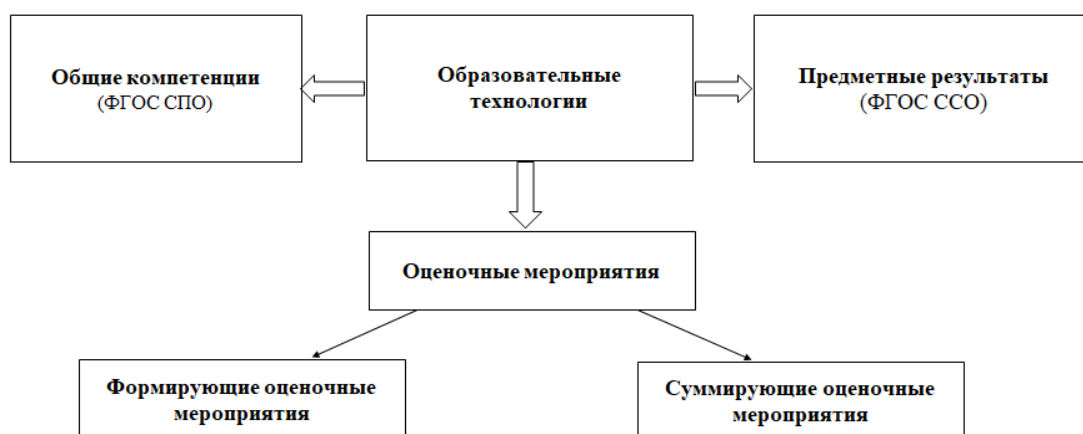 Общие компетенции
(ФГОС СПО)
Образовательные
технологии
Предметные результаты
(ФГОС ССО)
Оценочные мероприятия
Формирующие оценочные
мероприятия
Суммирующие оценочные
мероприятия